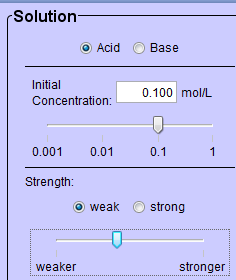 Solution
Acid Base
Initial
Concentration: 0.100 mol/L
0.001 0.01 0.1 1
Strength:
weak strong
weaker stronger